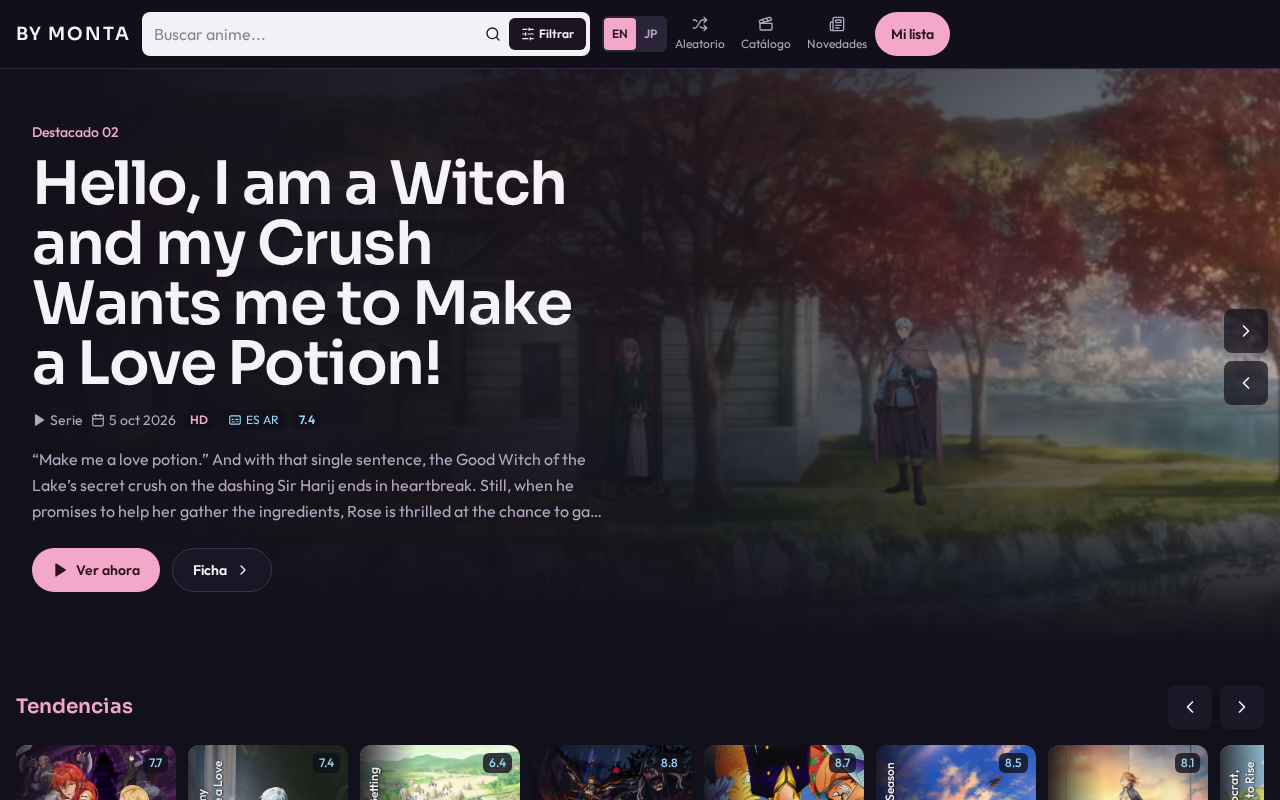 BY MONTA
Buscar anime...
Filtrar
EN
JP
Aleatorio
Catálogo
Novedades
Mi lista
Destacado 02
Hello, I am a Witch
and my Crush
Wants me to Make
a Love Potion!
Serie
5 oct 2026
HD
ES AR
7.4
“Make me a love potion.” And with that single sentence, the Good Witch of the
Lake’s secret crush on the dashing Sir Harij ends in heartbreak. Still, when he
promises to help her gather the ingredients, Rose is thrilled at the chance to ga…
Ver ahora
Ficha
Tendencias
7.7
7.4
a Love
6.4
8.8
8.7
Season
8.5
8.1
to Rise